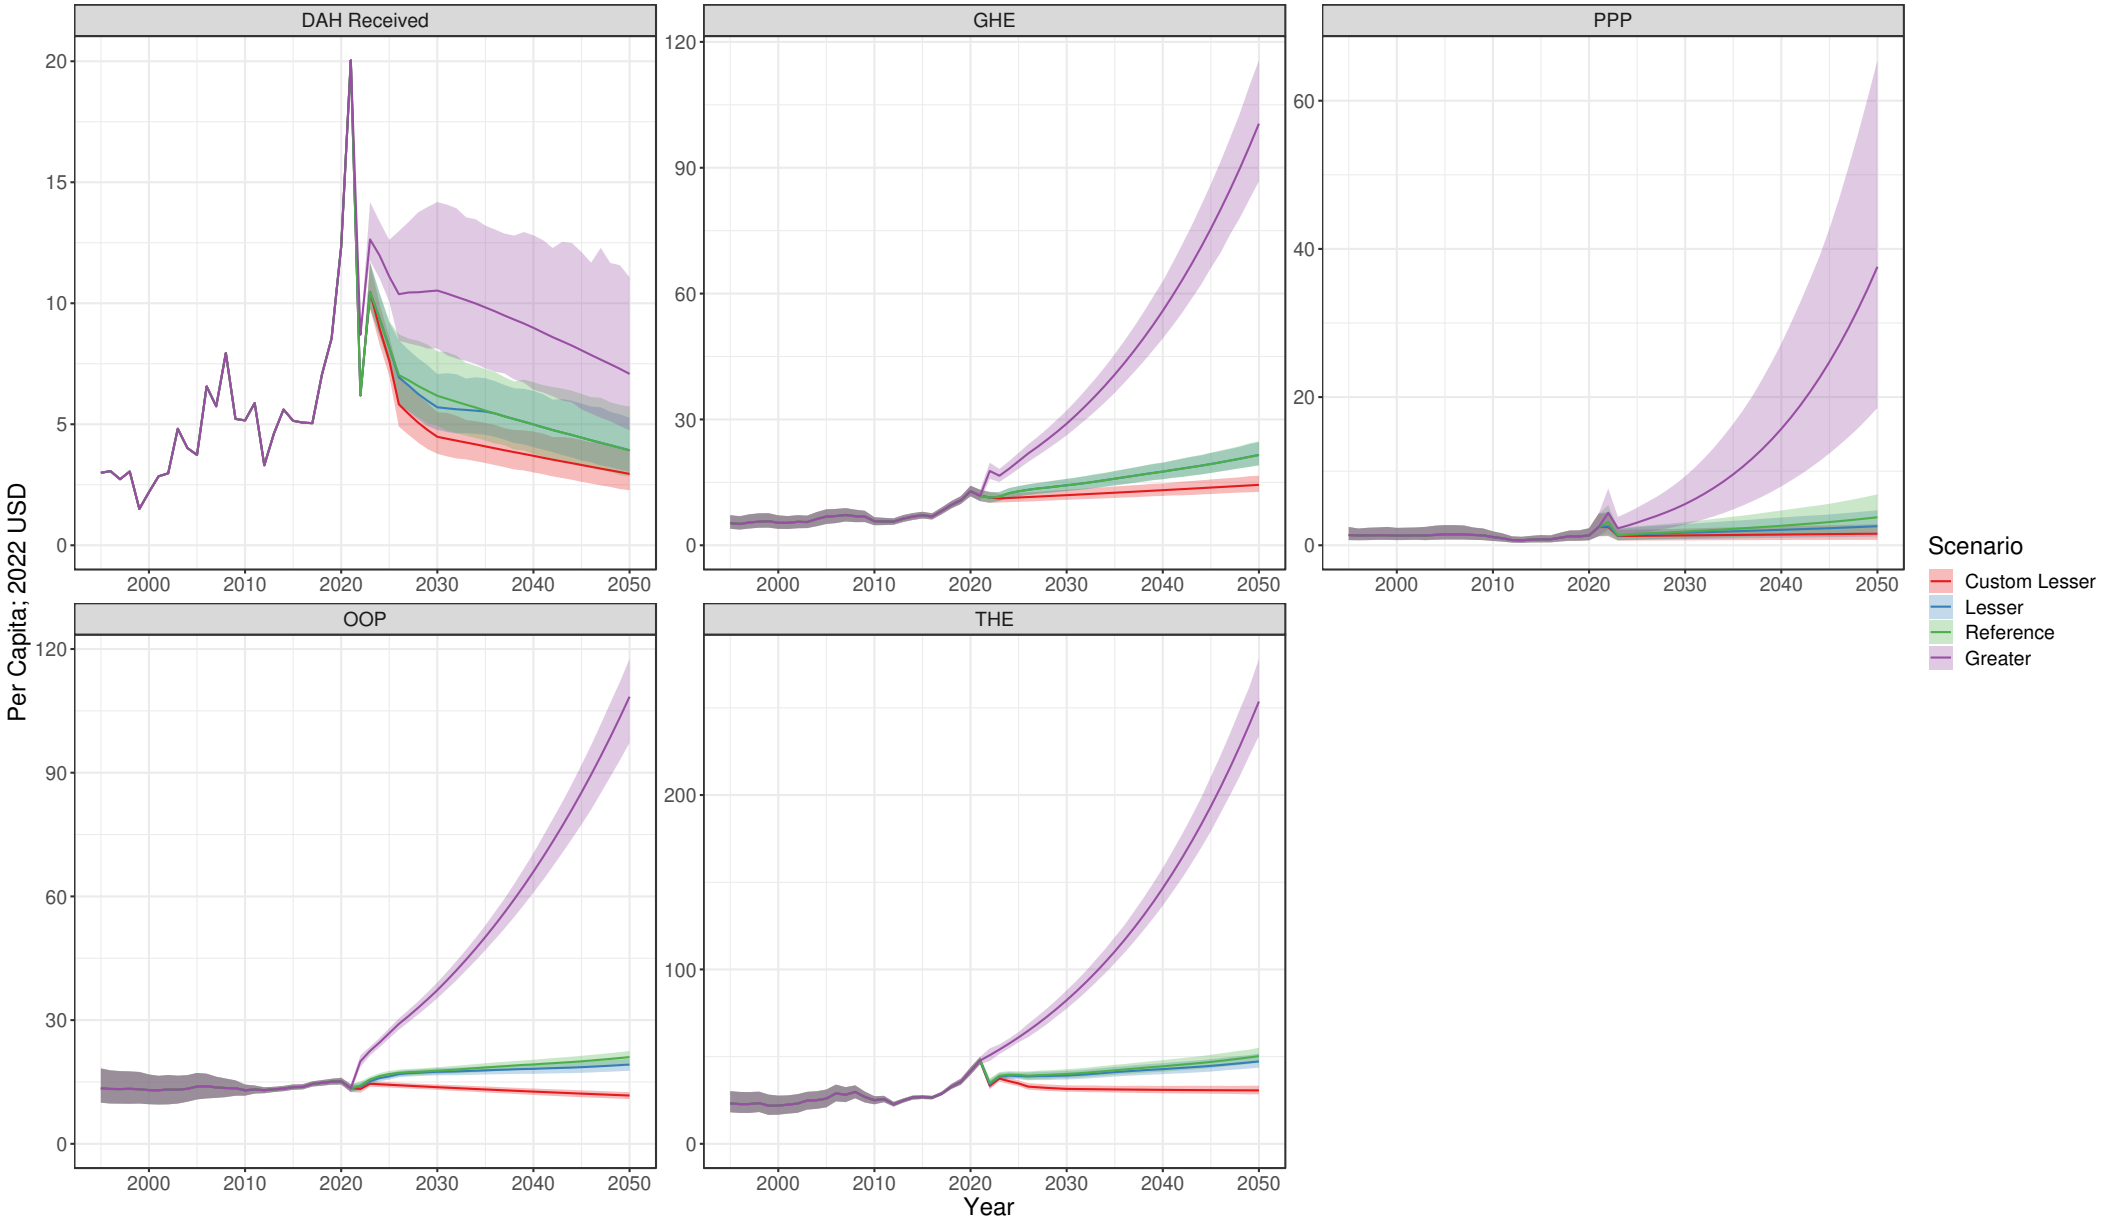 DAH Received
GHE
PPP
20
15
10
5
0
120
90
60
30
0
60
40
20
0
2000 2010 2020 2030 2040 2050
2000 2010 2020 2030 2040 2050
2000 2010 2020 2030 2040 2050
OOP
THE
120
90
60
30
0
200
100
0
2000 2010 2020 2030 2040 2050
2000 2010 2020 2030 2040 2050
Per Capita; 2022 USD
Year
Scenario
Custom Lesser
Lesser
Reference
Greater